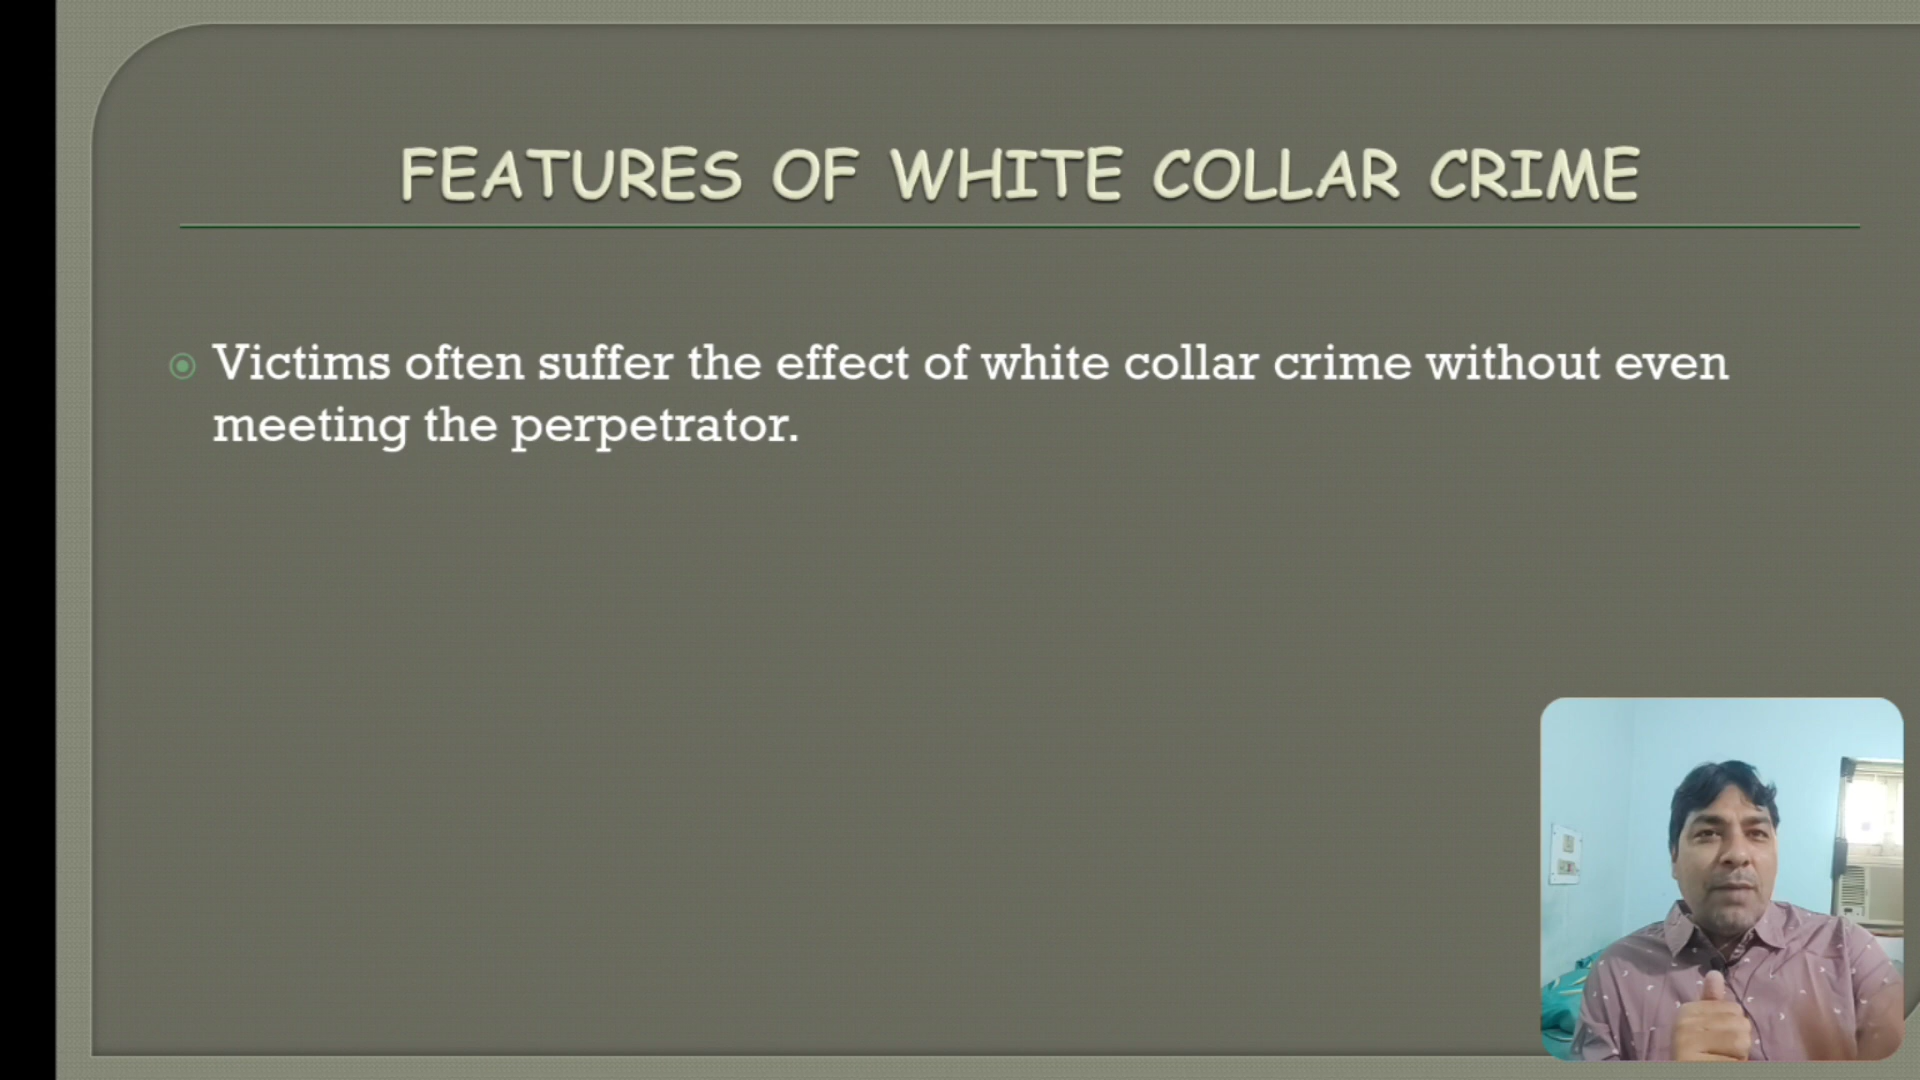 FEATURES OF WHITE COLLAR CRIME
Victims often suffer the effect of white collar crime without even
meeting the perpetrator.